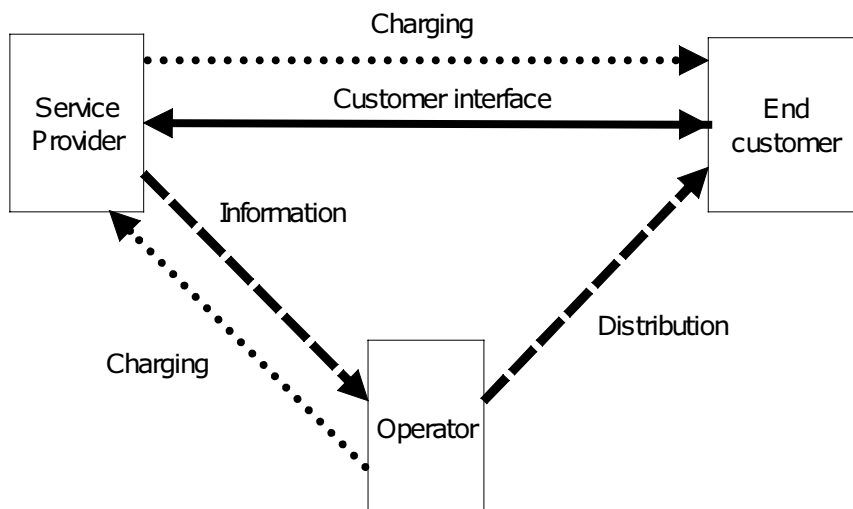 Charging
Customer interface
Service
Provider
End
customer
Information
Distribution
Charging
Operator